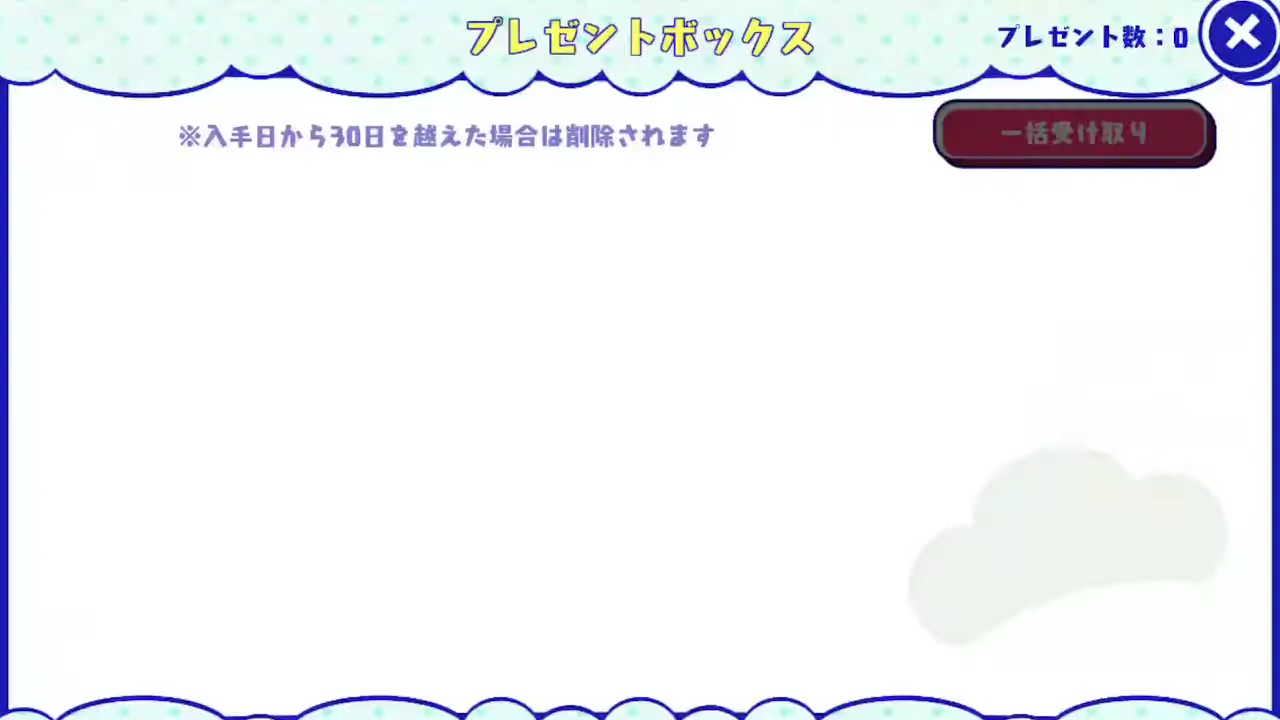 プレゼントボックス
プレゼント数：0
※入手日から30日を越えた場合は削除されます
一括受け取り